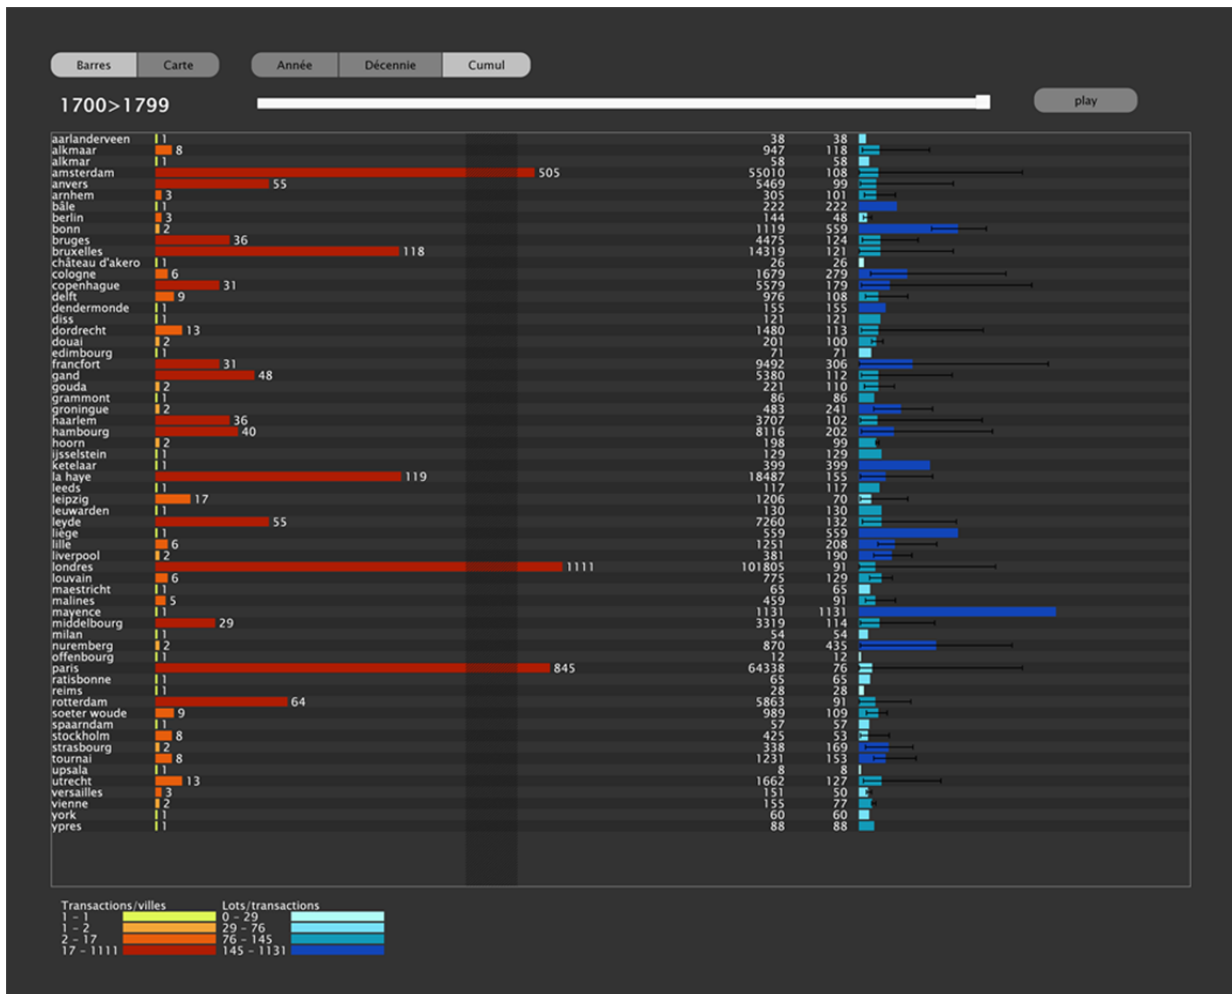 Barres Carte Année Décennie Cumul
1700>1799 play
aarlanderveen 1 38 38
alkmaar 8 947 118
alkmar 1 58 58
amsterdam 505 55010 108
anvers 55 5469 99
arnhem 3 305 101
bâle 1 222 222
berlin 3 144 48
bonn 2 1119 559
bruges 36 4475 124
bruxelles 118 14319 121
château d'akero 1 26 26
cologne 6 1679 279
copenhague 31 5579 179
delft 9 976 108
dendermonde 1 155 155
diss 1 121 121
dordrecht 13 1480 113
douai 2 201 100
edimbourg 1 71 71
francfort 31 9492 306
gand 48 5380 112
gouda 2 221 110
grammont 1 86 86
groningue 2 483 241
haarlem 36 3707 102
hambourg 40 8116 202
hoorn 2 198 99
ijsselstein 1 129 129
ketelaar 1 399 399
la haye 119 18487 155
leeds 1 117 117
leipzig 17 1206 70
leuwarden 1 130 130
leyde 55 7260 132
liège 1 559 559
lille 6 1251 208
liverpool 2 381 190
londres 1111 101805 91
louvain 6 775 129
maestricht 1 65 65
malines 5 459 91
mayence 1 1131 1131
middelbourg 29 3319 114
milan 1 54 54
nuremberg 2 870 435
offenbourg 1 12 12
paris 845 64338 76
ratisbonne 1 65 65
reims 1 28 28
rotterdam 64 5863 91
soeter woude 9 989 109
spaarndam 1 57 57
stockholm 8 425 53
strasbourg 2 338 169
tournai 8 1231 153
upsala 1 8 8
utrecht 13 1662 127
versailles 3 151 50
vienne 2 155 77
york 1 60 60
ypres 1 88 88
Transactions/villes Lots/transactions
1 - 1 0 - 29
1 - 2 29 - 76
2 - 17 76 - 145
17 - 1111 145 - 1131